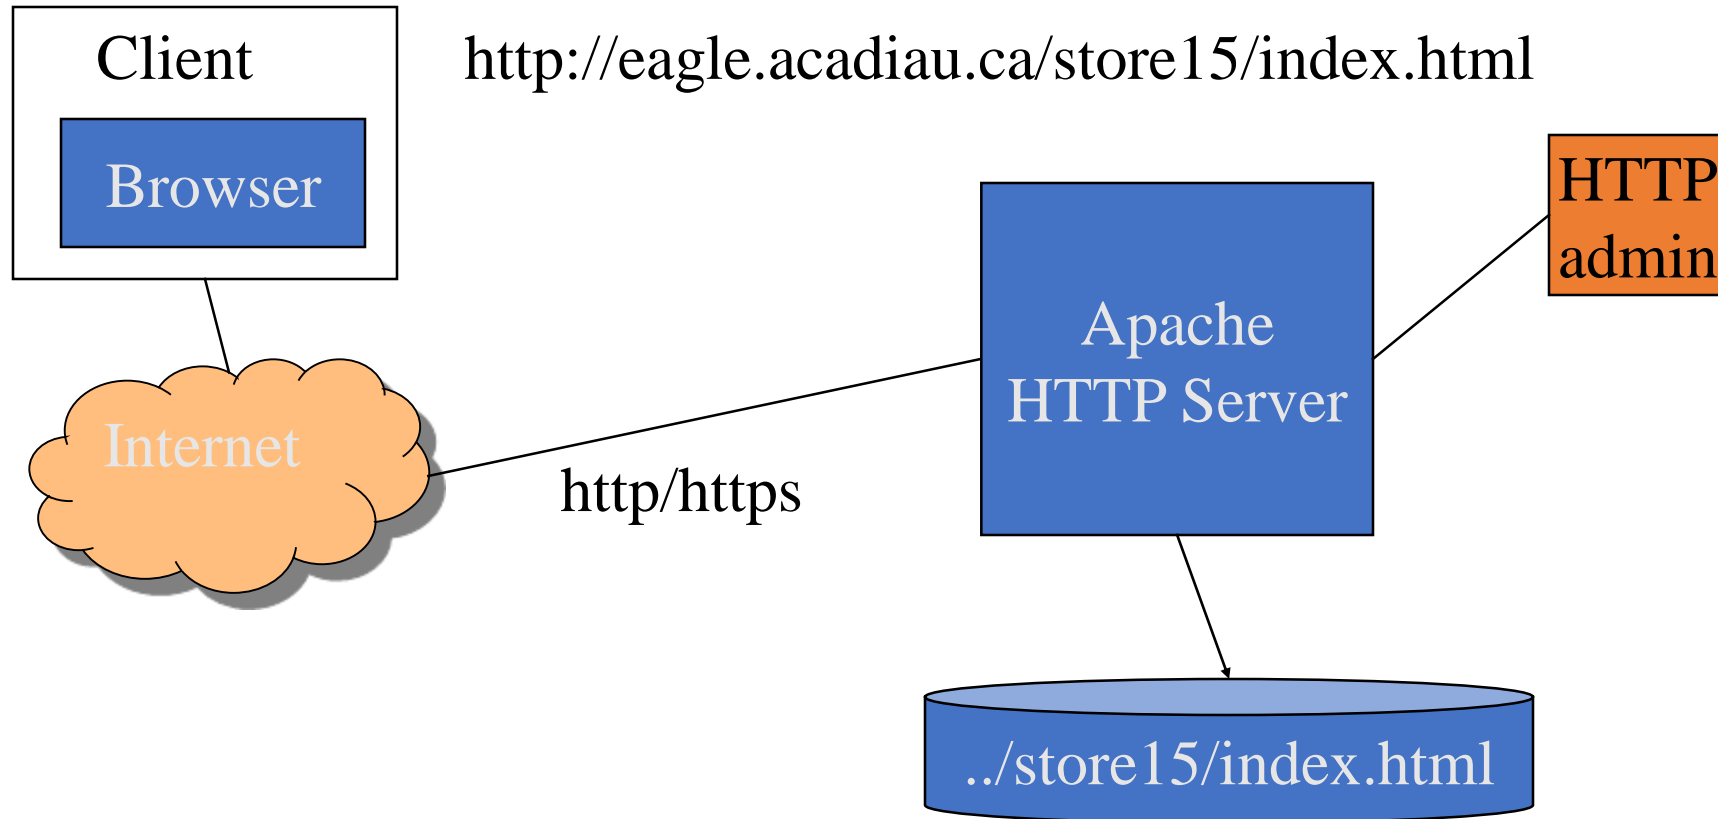 Client
http://eagle.acadiau.ca/store15/index.html
Browser
HTTP
admin
Apache
HTTP Server
Internet
http/https
../store15/index.html